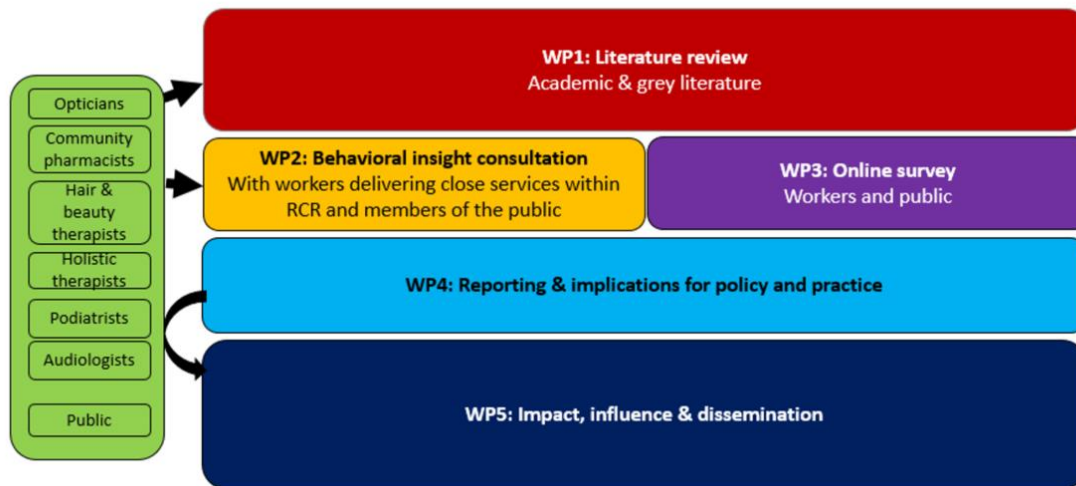 Opticians
Community
pharmacists
Hair &
beauty
therapists
Holistic
therapists
Podiatrists
Audiologists
Public
WP1: Literature review
Academic & grey literature
WP2: Behavioral insight consultation
With workers delivering close services within
RCR and members of the public
WP3: Online survey
Workers and public
WP4: Reporting & implications for policy and practice
WP5: Impact, influence & dissemination